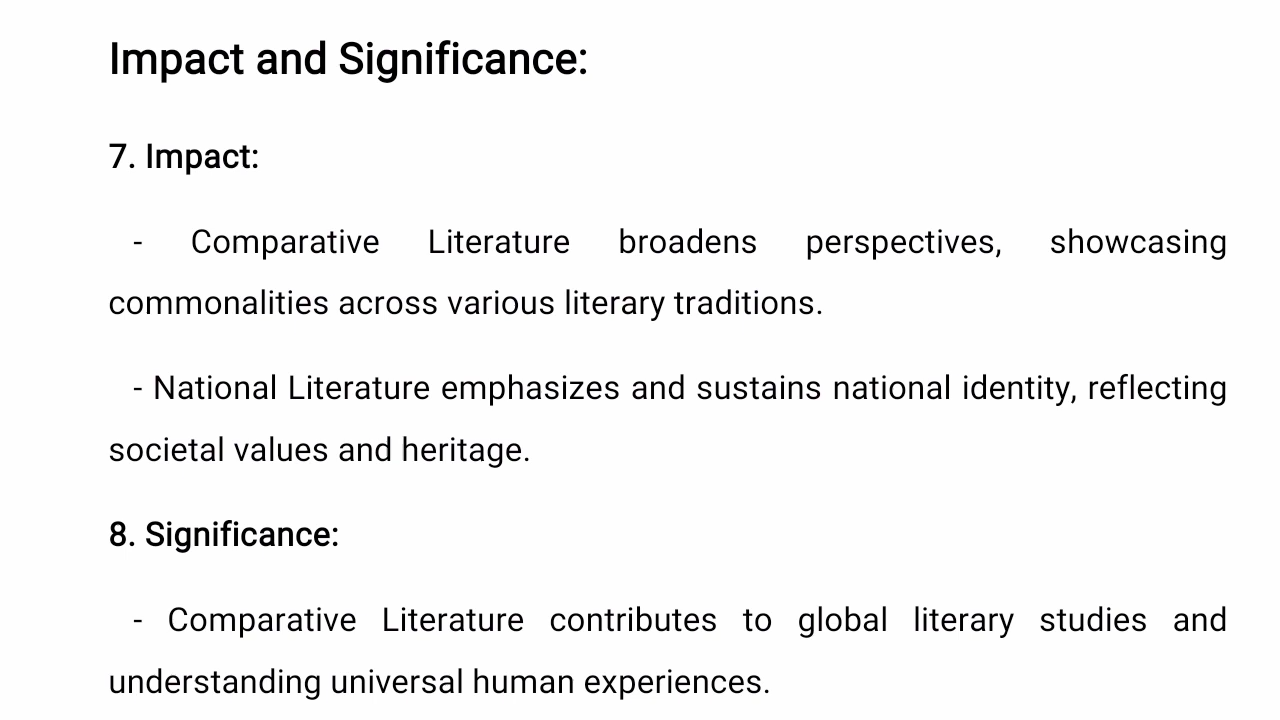 Impact and Significance:
7. Impact:
- Comparative Literature broadens perspectives, showcasing
commonalities across various literary traditions.
- National Literature emphasizes and sustains national identity, reflecting
societal values and heritage.
8. Significance:
- Comparative Literature contributes to global literary studies and
understanding universal human experiences.